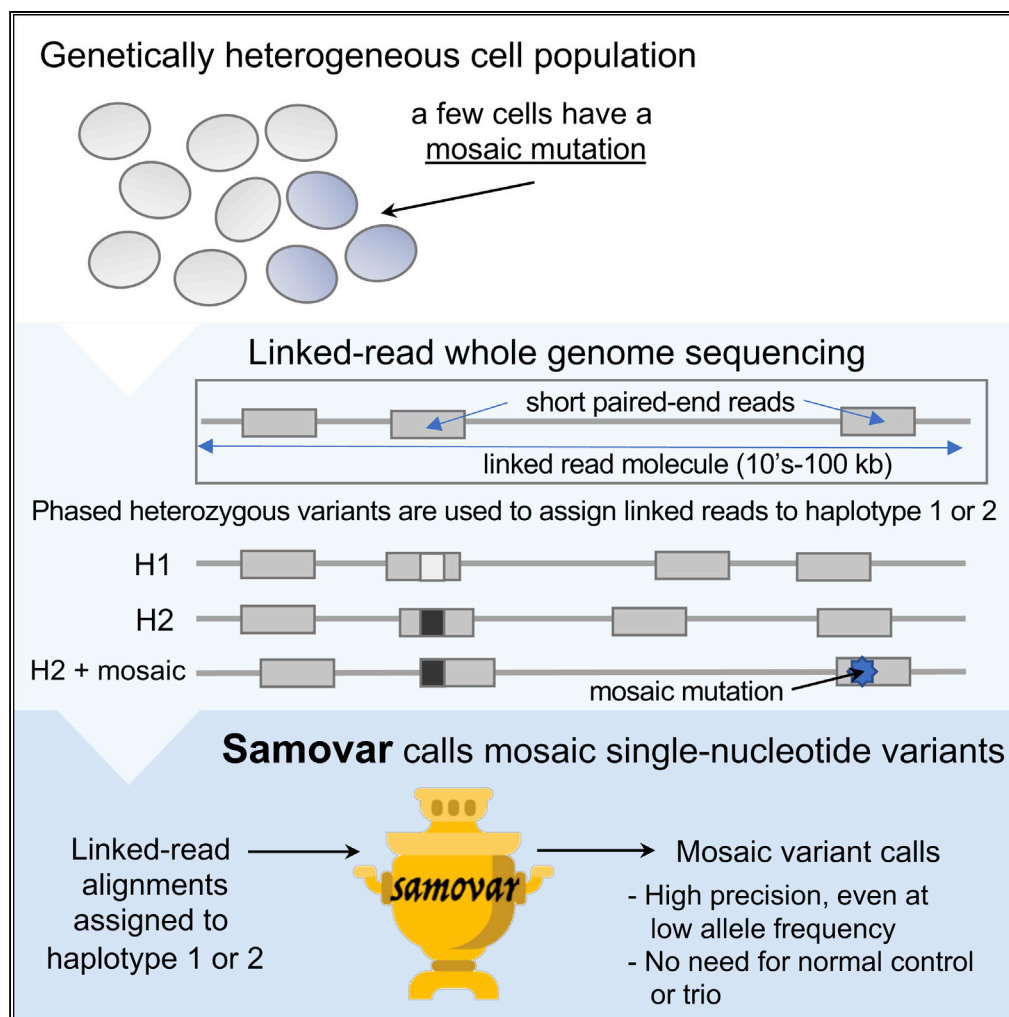 Genetically heterogeneous cell population
a few cells have a
mosaic mutation
Linked-read whole genome sequencing
short paired-end reads
linked read molecule (10's-100 kb)
Phased heterozygous variants are used to assign linked reads to haplotype 1 or 2
H1
H2
H2 + mosaic
mosaic mutation
Samovar calls mosaic single-nucleotide variants
Linked-read
alignments
assigned to
haplotype 1 or 2
samovar
Mosaic variant calls
- High precision, even at
low allele frequency
- No need for normal control
or trio